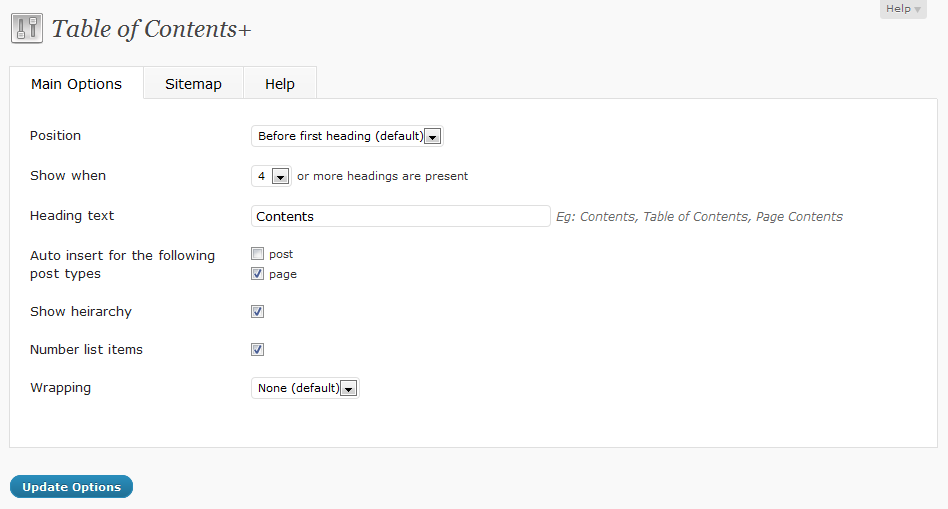 Help
Table of Contents+
Main Options Sitemap Help
Position Before first heading (default)
Show when 4 or more headings are present
Heading text Contents Eg: Contents, Table of Contents, Page Contents
Auto insert for the following post
post types page
Show heirarchy
Number list items
Wrapping None (default)
Update Options